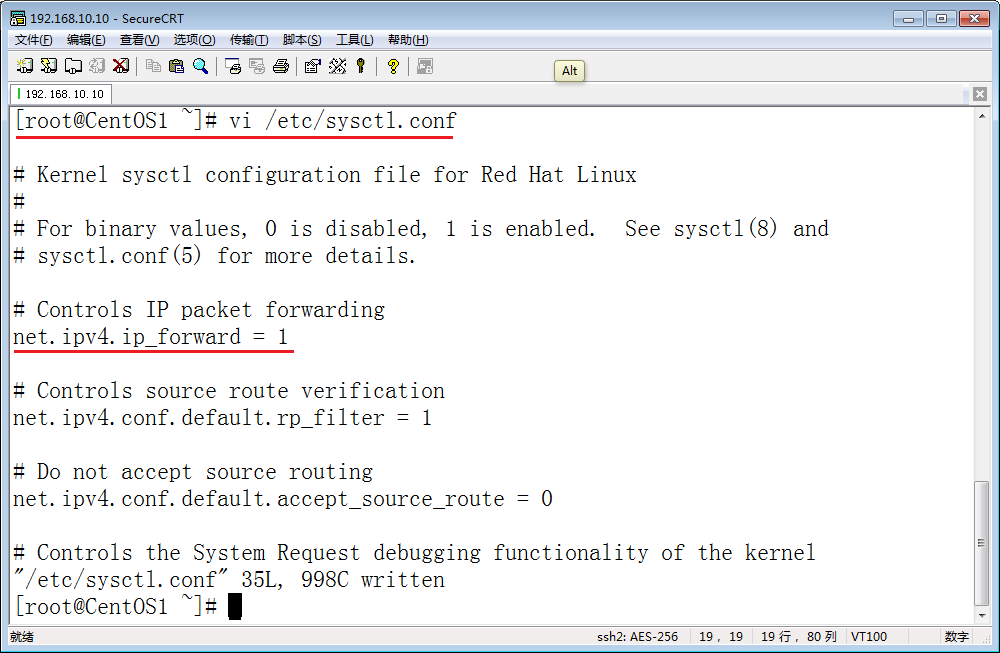 192.168.10.10 - SecureCRT
文件(F) 编辑(E) 查看(V) 选项(O) 传输(T) 脚本(S) 工具(L) 帮助(H)
Alt
192.168.10.10
[root@CentOS1 ~]# vi /etc/sysctl.conf
# Kernel sysctl configuration file for Red Hat Linux
#
# For binary values, 0 is disabled, 1 is enabled.  See sysctl(8) and
# sysctl.conf(5) for more details.
# Controls IP packet forwarding
net.ipv4.ip_forward = 1
# Controls source route verification
net.ipv4.conf.default.rp_filter = 1
# Do not accept source routing
net.ipv4.conf.default.accept_source_route = 0
# Controls the System Request debugging functionality of the kernel
"/etc/sysctl.conf" 35L, 998C written
[root@CentOS1 ~]#
就绪 ssh2: AES-256 19, 19 19 行, 80 列 VT100 数字